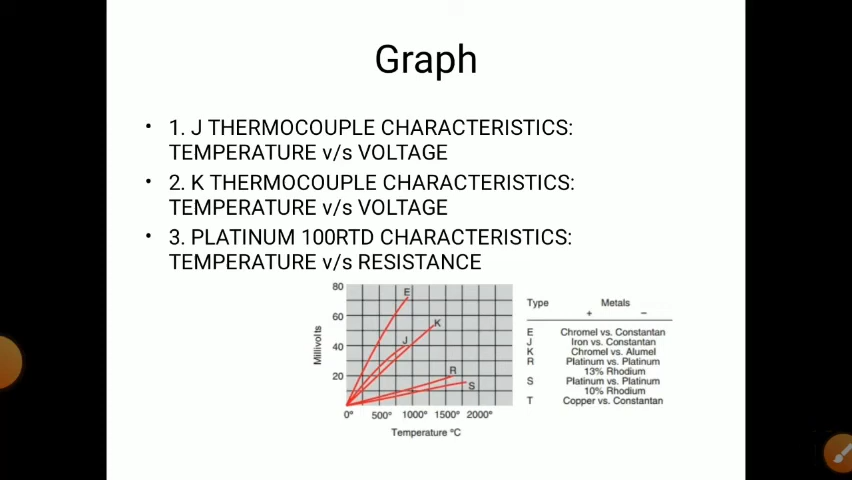 Graph
• 1. J THERMOCOUPLE CHARACTERISTICS:
TEMPERATURE v/s VOLTAGE
• 2. K THERMOCOUPLE CHARACTERISTICS:
TEMPERATURE v/s VOLTAGE
• 3. PLATINUM 100RTD CHARACTERISTICS:
TEMPERATURE v/s RESISTANCE
80
60
40
20
Millivolts
E
K
J
R
S
0° 500° 1000° 1500° 2000°
Temperature °C
Type Metals
+ −
E Chromel vs. Constantan
J Iron vs. Constantan
K Chromel vs. Alumel
R Platinum vs. Platinum
13% Rhodium
S Platinum vs. Platinum
10% Rhodium
T Copper vs. Constantan